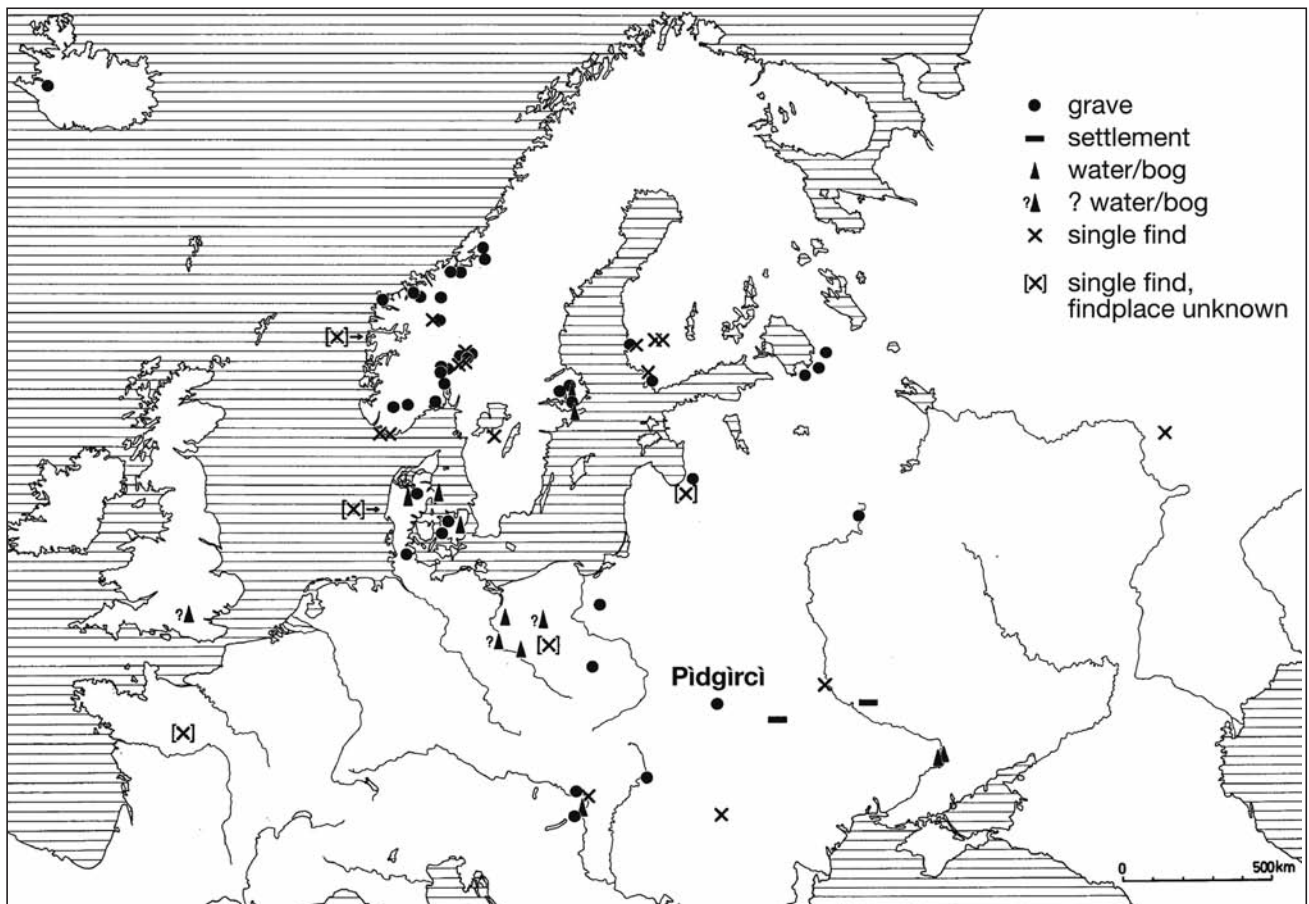 grave
settlement
water/bog
? ? water/bog
single find
[×] single find,
findplace unknown
[×]
[×]
[×]
?
?
?
[×]
Pìdgìrcì
[×]
0 500km